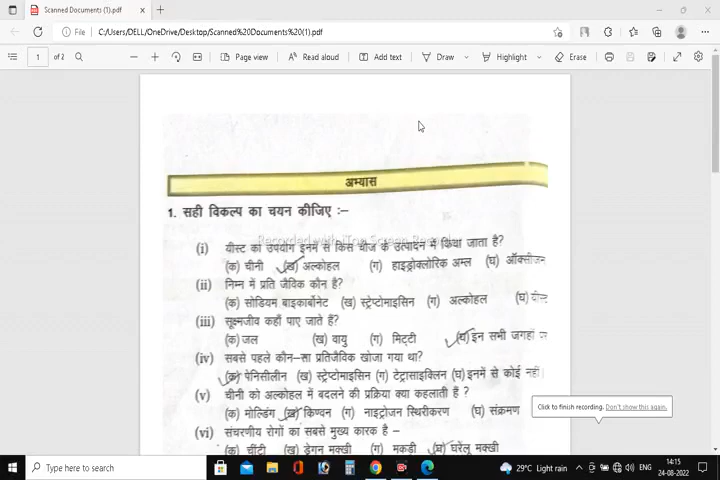 Scanned Documents (1).pdf
File C:/Users/DELL/OneDrive/Desktop/Scanned%20Documents%20(1).pdf
1 of 2 Page view Read aloud Add text Draw Highlight Erase
अभ्यास
1. सही विकल्प का चयन कीजिए :-
(i) यीस्ट का उपयोग इनमें से किस चीज के उत्पादन में किया जाता है?
Recorded with iTop Screen
(क) चीनी (ख) अल्कोहल (ग) हाइड्रोक्लोरिक अम्ल (घ) ऑक्सीजन
(ii) निम्न में प्रति जैविक कौन है?
(क) सोडियम बाइकार्बोनेट (ख) स्ट्रेप्टोमाइसिन (ग) अल्कोहल (घ) यीस्ट
(iii) सूक्ष्मजीव कहाँ पाए जाते हैं?
(क) जल (ख) वायु (ग) मिट्टी (घ) इन सभी जगहों पर
(iv) सबसे पहले कौन-सा प्रतिजैविक खोजा गया था?
(क) पेनिसीलीन (ख) स्ट्रेप्टोमाइसिन (ग) टेट्रासाइक्लिन (घ) इनमें से कोई नहीं
(v) चीनी को अल्कोहल में बदलने की प्रक्रिया क्या कहलाती है ?
(क) मोल्डिंग (ख) किण्वन (ग) नाइट्रोजन स्थिरीकरण (घ) संक्रमण
Click to finish recording. Don't show this again.
(vi) संचरणीय रोगों का सबसे मुख्य कारक है -
(क) चींटी (ख) ड्रेगन मक्खी (ग) मकड़ी (घ) घरेलू मक्खी
Type here to search
29°C Light rain ENG 14:15
24-08-2022